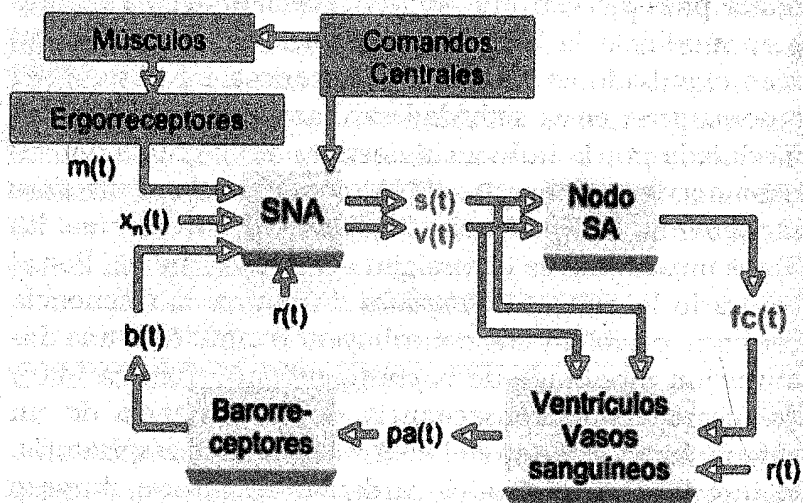 Músculos
Comandos
Centrales
Ergorreceptores
m(t)
xn(t)
SNA
s(t)
v(t)
Nodo
SA
r(t)
b(t)
fc(t)
Barorre-
ceptores
pa(t)
Ventrículos
Vasos
sanguíneos
r(t)